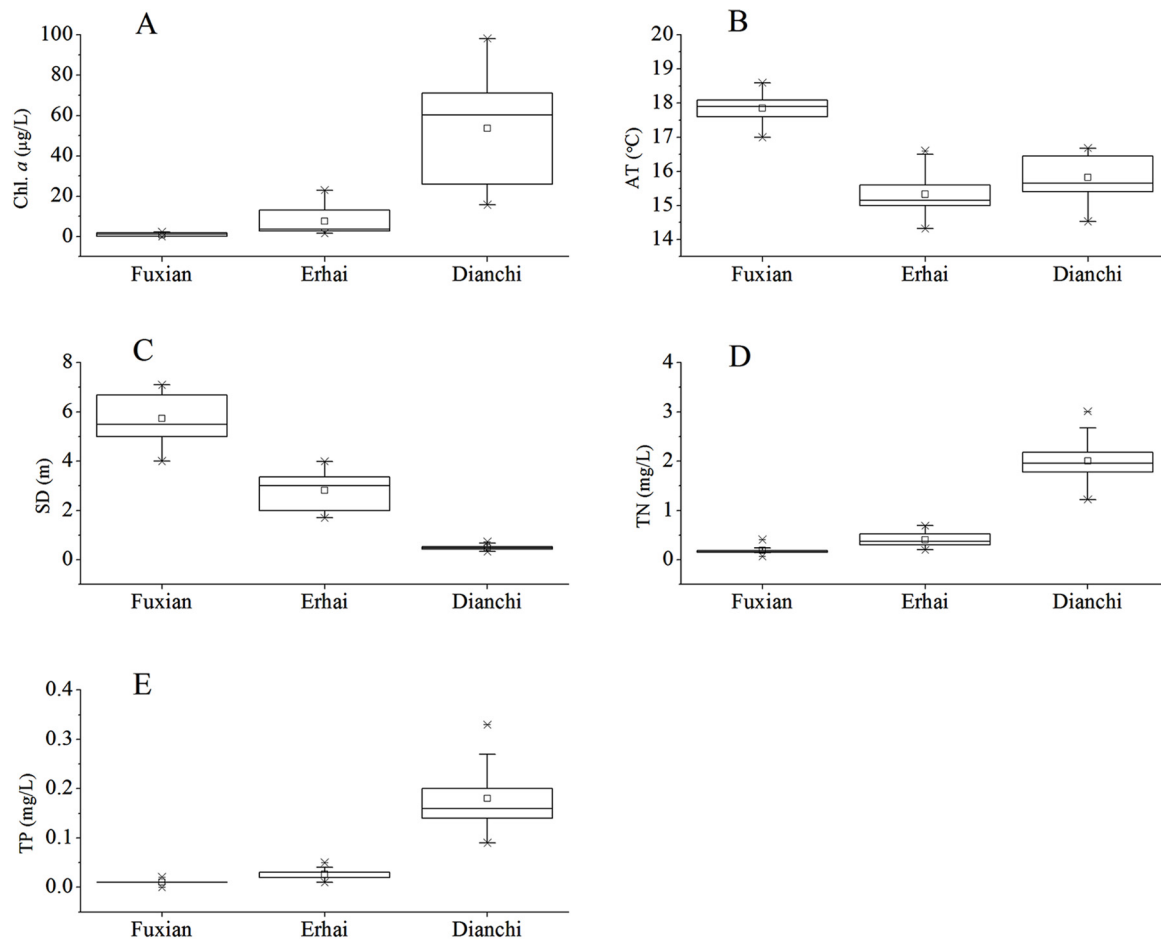 A
Chl. a (μg/L)
100
80
60
40
20
0
Fuxian Erhai Dianchi
B
AT (°C)
20
19
18
17
16
15
14
Fuxian Erhai Dianchi
C
SD (m)
8
6
4
2
0
Fuxian Erhai Dianchi
D
TN (mg/L)
4
3
2
1
0
Fuxian Erhai Dianchi
E
TP (mg/L)
0.4
0.3
0.2
0.1
0.0
Fuxian Erhai Dianchi